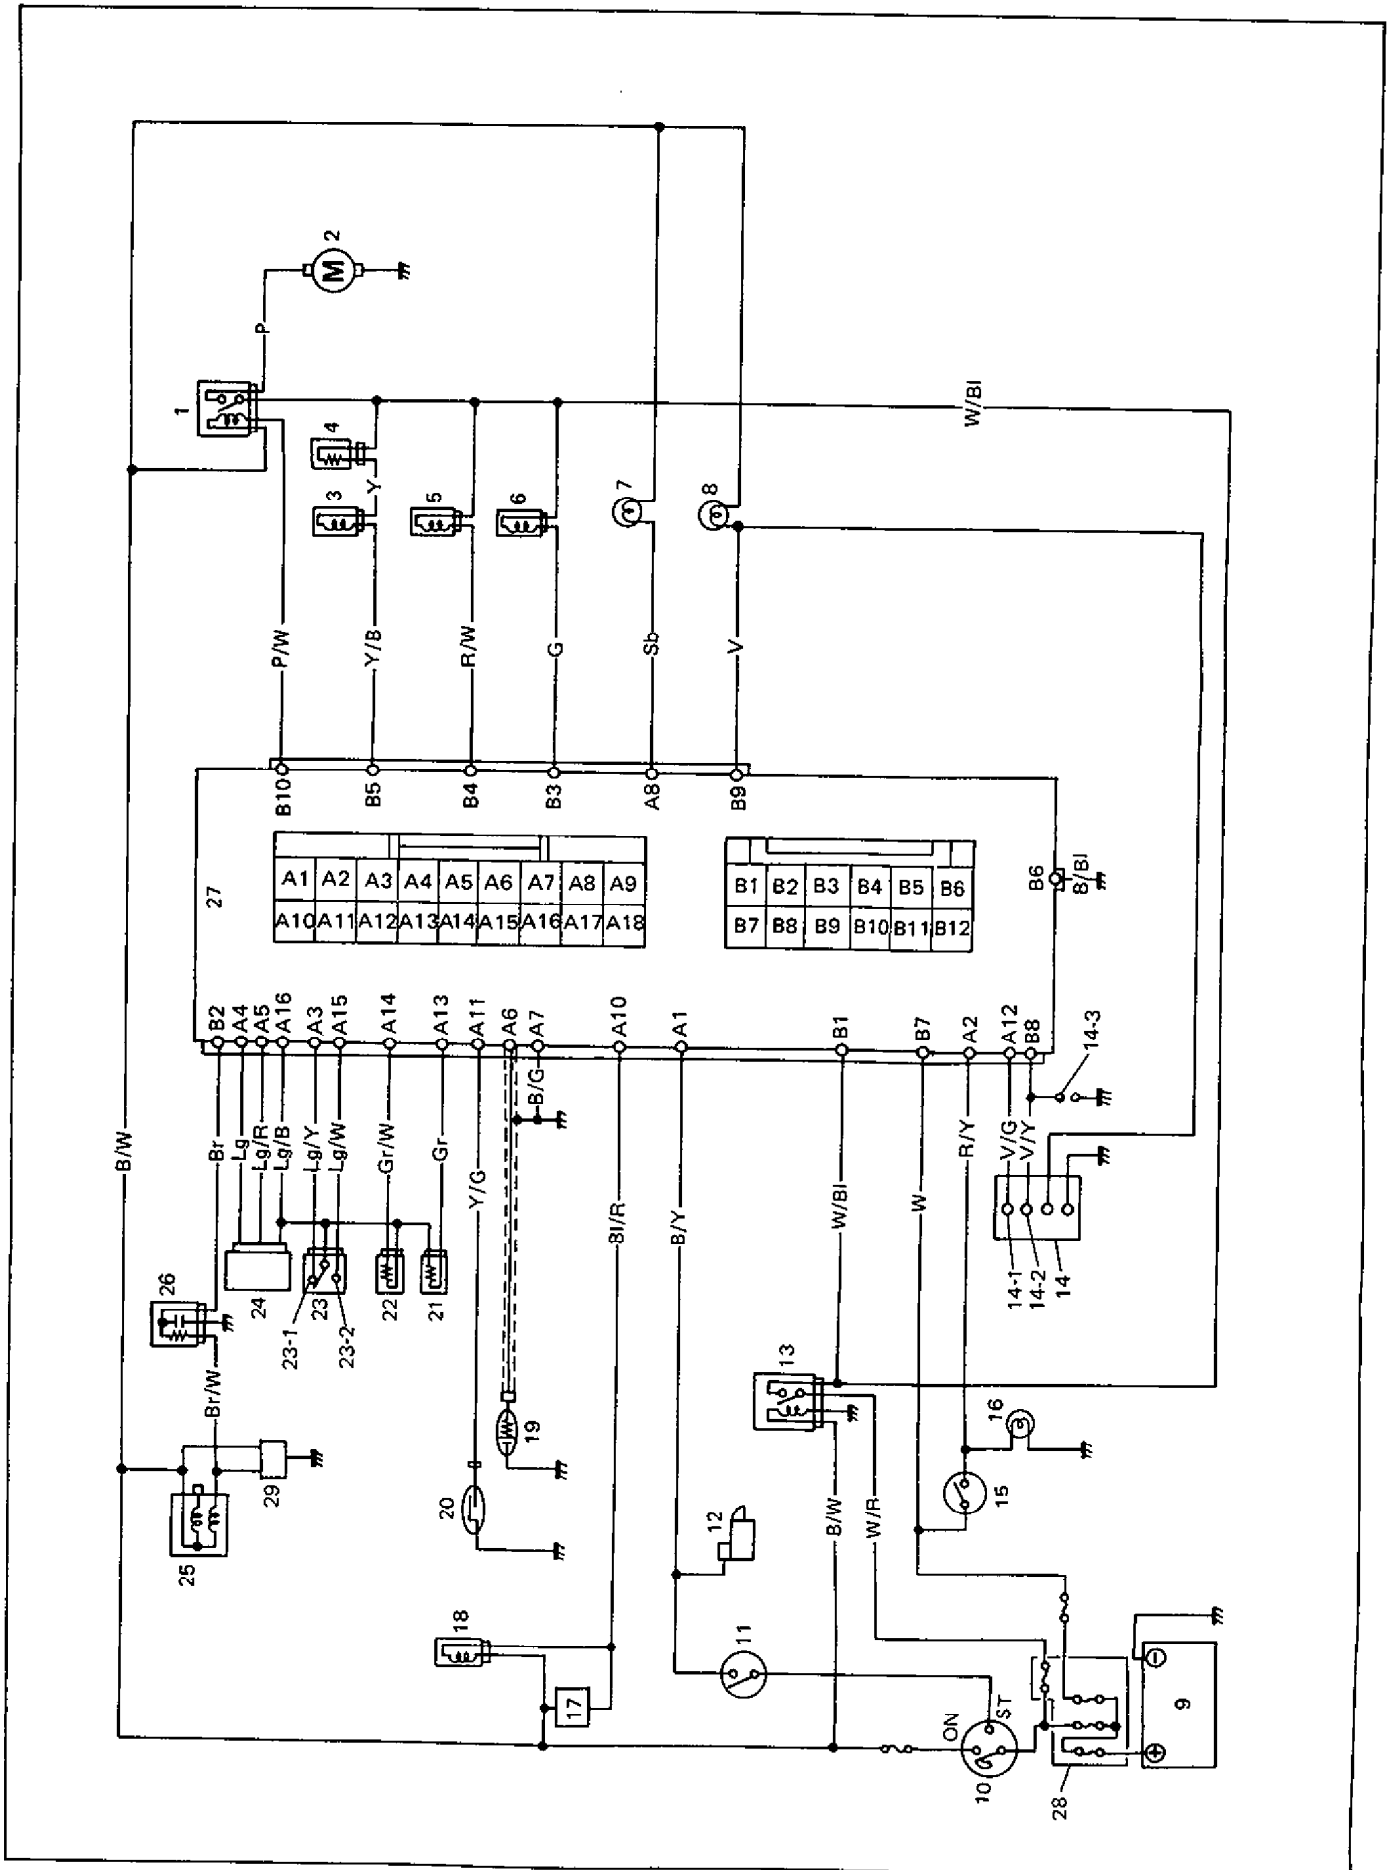 2
P
1
4
Y
3
5
6
7
8
W/Bl
P/W
Y/B
R/W
G
Sb
V
B10
B5
B4
B3
A8
B9
27
A1 A2 A3 A4 A5 A6 A7 A8 A9
A10 A11 A12 A13 A14 A15 A16 A17 A18
B1 B2 B3 B4 B5 B6
B7 B8 B9 B10 B11 B12
B6
B/Bl
B2
A4
A5
A16
A3
A15
A14
A13
A11
A6
A7
A10
A1
B1
B7
A2
A12
B8
14-3
B/W
Br
Lg
Lg/R
Lg/B
Lg/Y
Lg/W
Gr/W
Gr
Y/G
B/G
Bl/R
B/Y
W/Bl
W
R/Y
V/G
V/Y
26
24
23-1
23
23-2
22
21
14-1
14-2
14
Br/W
13
19
16
29
20
15
25
12
B/W
W/R
18
11
17
ON
ST
10
28
9
M